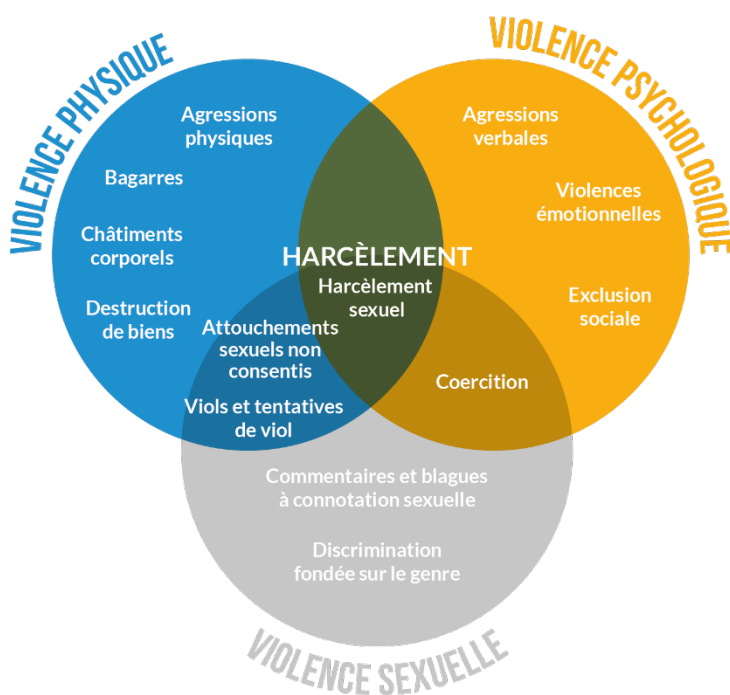 VIOLENCE PHYSIQUE
VIOLENCE PSYCHOLOGIQUE
Agressions
physiques
Bagarres
Châtiments
corporels
Destruction
de biens
Agressions
verbales
Violences
émotionnelles
Exclusion
sociale
HARCÈLEMENT
Harcèlement
sexuel
Attouchements
sexuels non
consentis
Viols et tentatives
de viol
Coercition
Commentaires et blagues
à connotation sexuelle
Discrimination
fondée sur le genre
VIOLENCE SEXUELLE